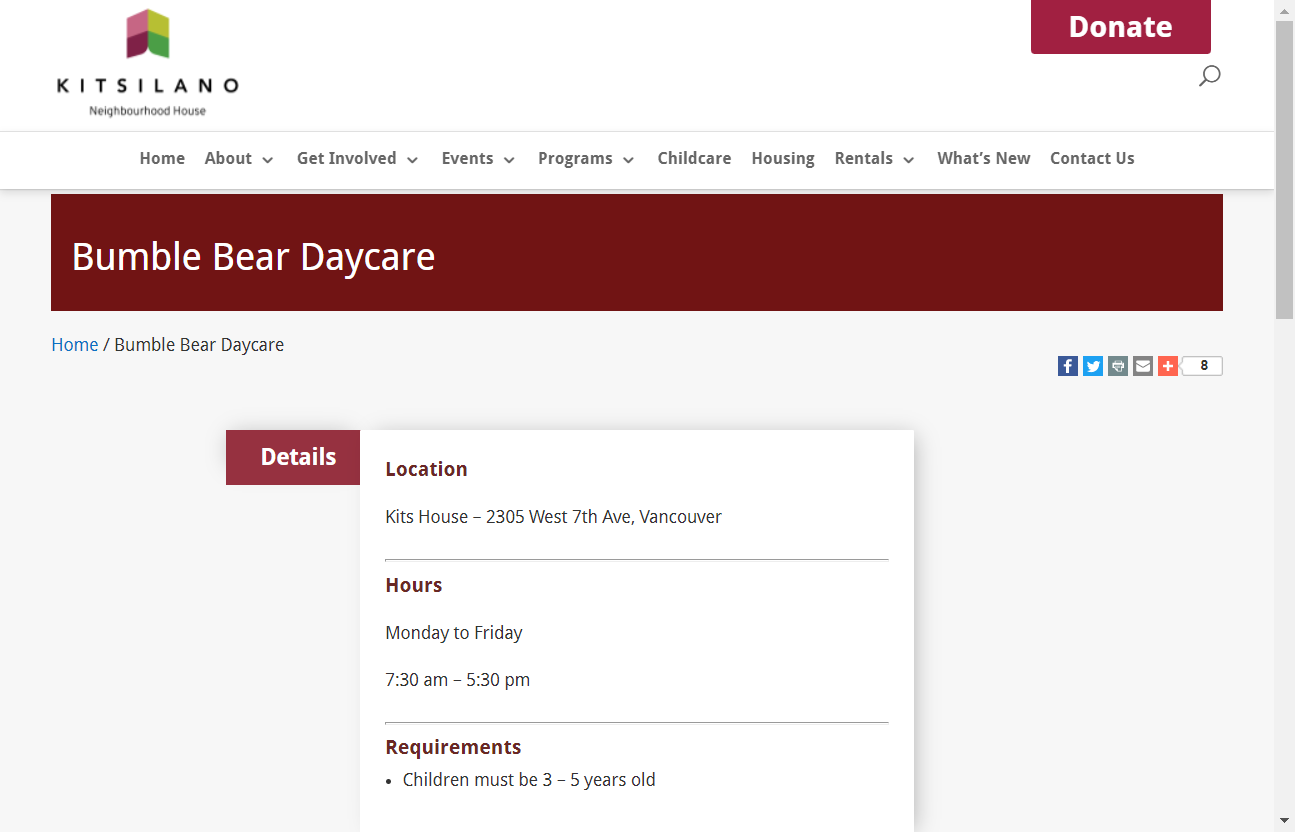 Donate
KITSILANO
Neighbourhood House
Home About Get Involved Events Programs Childcare Housing Rentals What's New Contact Us
Bumble Bear Daycare
Home / Bumble Bear Daycare
8
Details
Location
Kits House – 2305 West 7th Ave, Vancouver
Hours
Monday to Friday
7:30 am – 5:30 pm
Requirements
• Children must be 3 – 5 years old